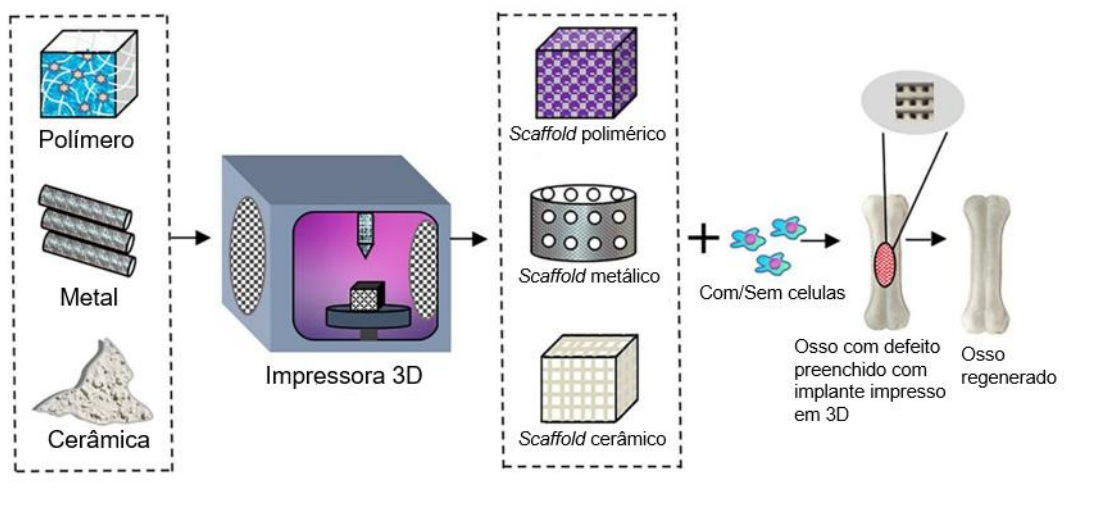 Polímero
Metal
Cerâmica
Impressora 3D
Scaffold polimérico
Scaffold metálico
Scaffold cerâmico
+
Com/Sem celulas
Osso com defeito
preenchido com
implante impresso
em 3D
Osso
regenerado